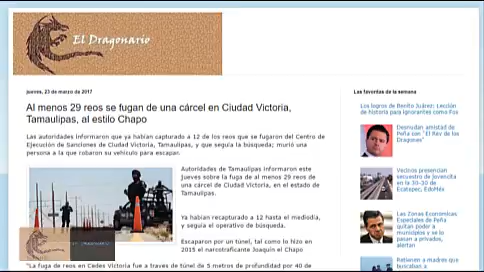 El Dragonario
jueves, 23 de marzo de 2017
Al menos 29 reos se fugan de una cárcel en Ciudad Victoria,
Tamaulipas, al estilo Chapo
Las autoridades informaron que ya habían capturado a 12 de los reos que se fugaron del Centro de
Ejecución de Sanciones de Ciudad Victoria, Tamaulipas, y que seguía la búsqueda; murió una
persona a la que robaron su vehículo para escapar.
Autoridades de Tamaulipas informaron este
jueves sobre la fuga de al menos 29 reos de
una cárcel de Ciudad Victoria, en el estado de
Tamaulipas.
Ya habían recapturado a 12 hasta el mediodía,
y seguía el operativo de búsqueda.
Escaparon por un túnel, tal como lo hizo en
2015 el narcotraficante Joaquín el Chapo
"La fuga de reos en Cedes Victoria fue a través de túnel de 5 metros de profundidad por 40 de
El Dragonario
Las favoritas de la semana
Los logros de Benito Juárez: Lección
de historia para ignorantes como Fox
Desnudan amistad de
Peña con "El Rey de los
Dragones"
Vecinos presencian
secuestro de jovencita
en la 30-30 de
Ecatepec, EdoMéx
Las Zonas Económicas
Especiales de Peña
quitan poder a
municipios y se lo
pasan a privados,
alertan
Retienen a madres que
buscaban a